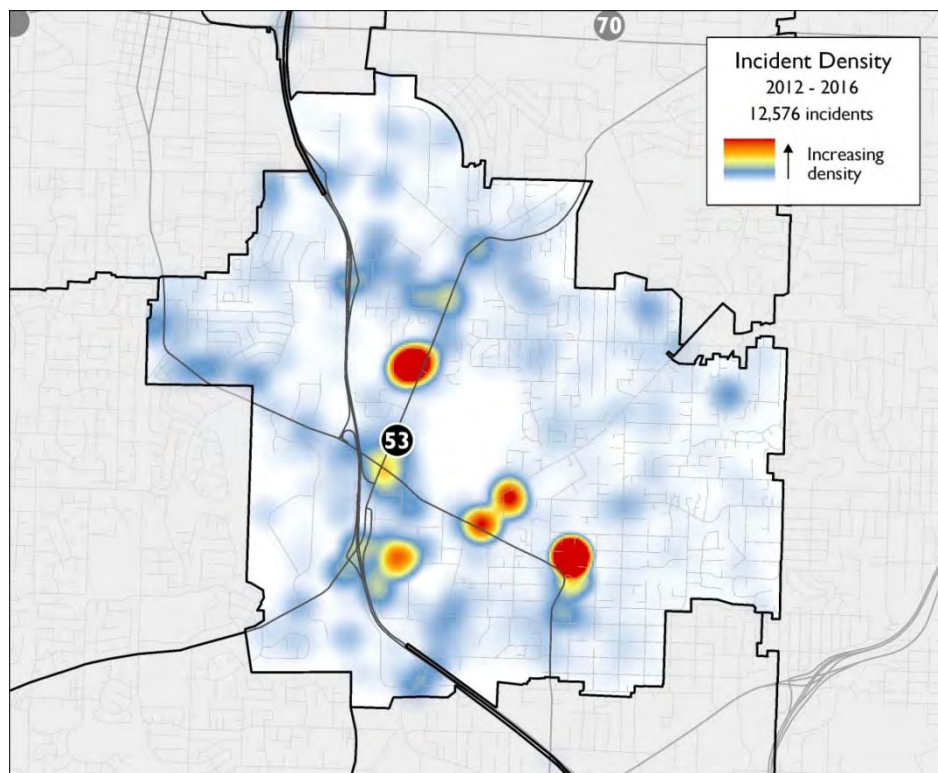 70
Incident Density
2012 - 2016
12,576 incidents
Increasing
density
53